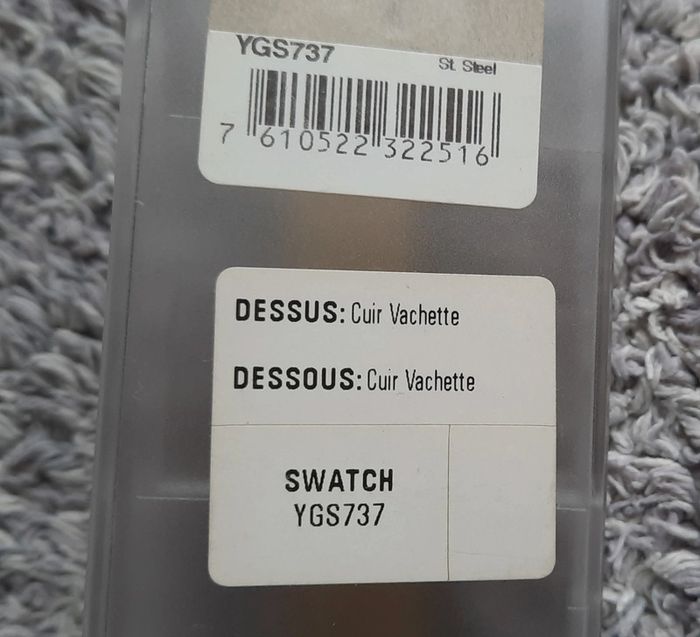 YGS737
St. Steel
7 610522 322516
DESSUS: Cuir Vachette
DESSOUS: Cuir Vachette
SWATCH
YGS737